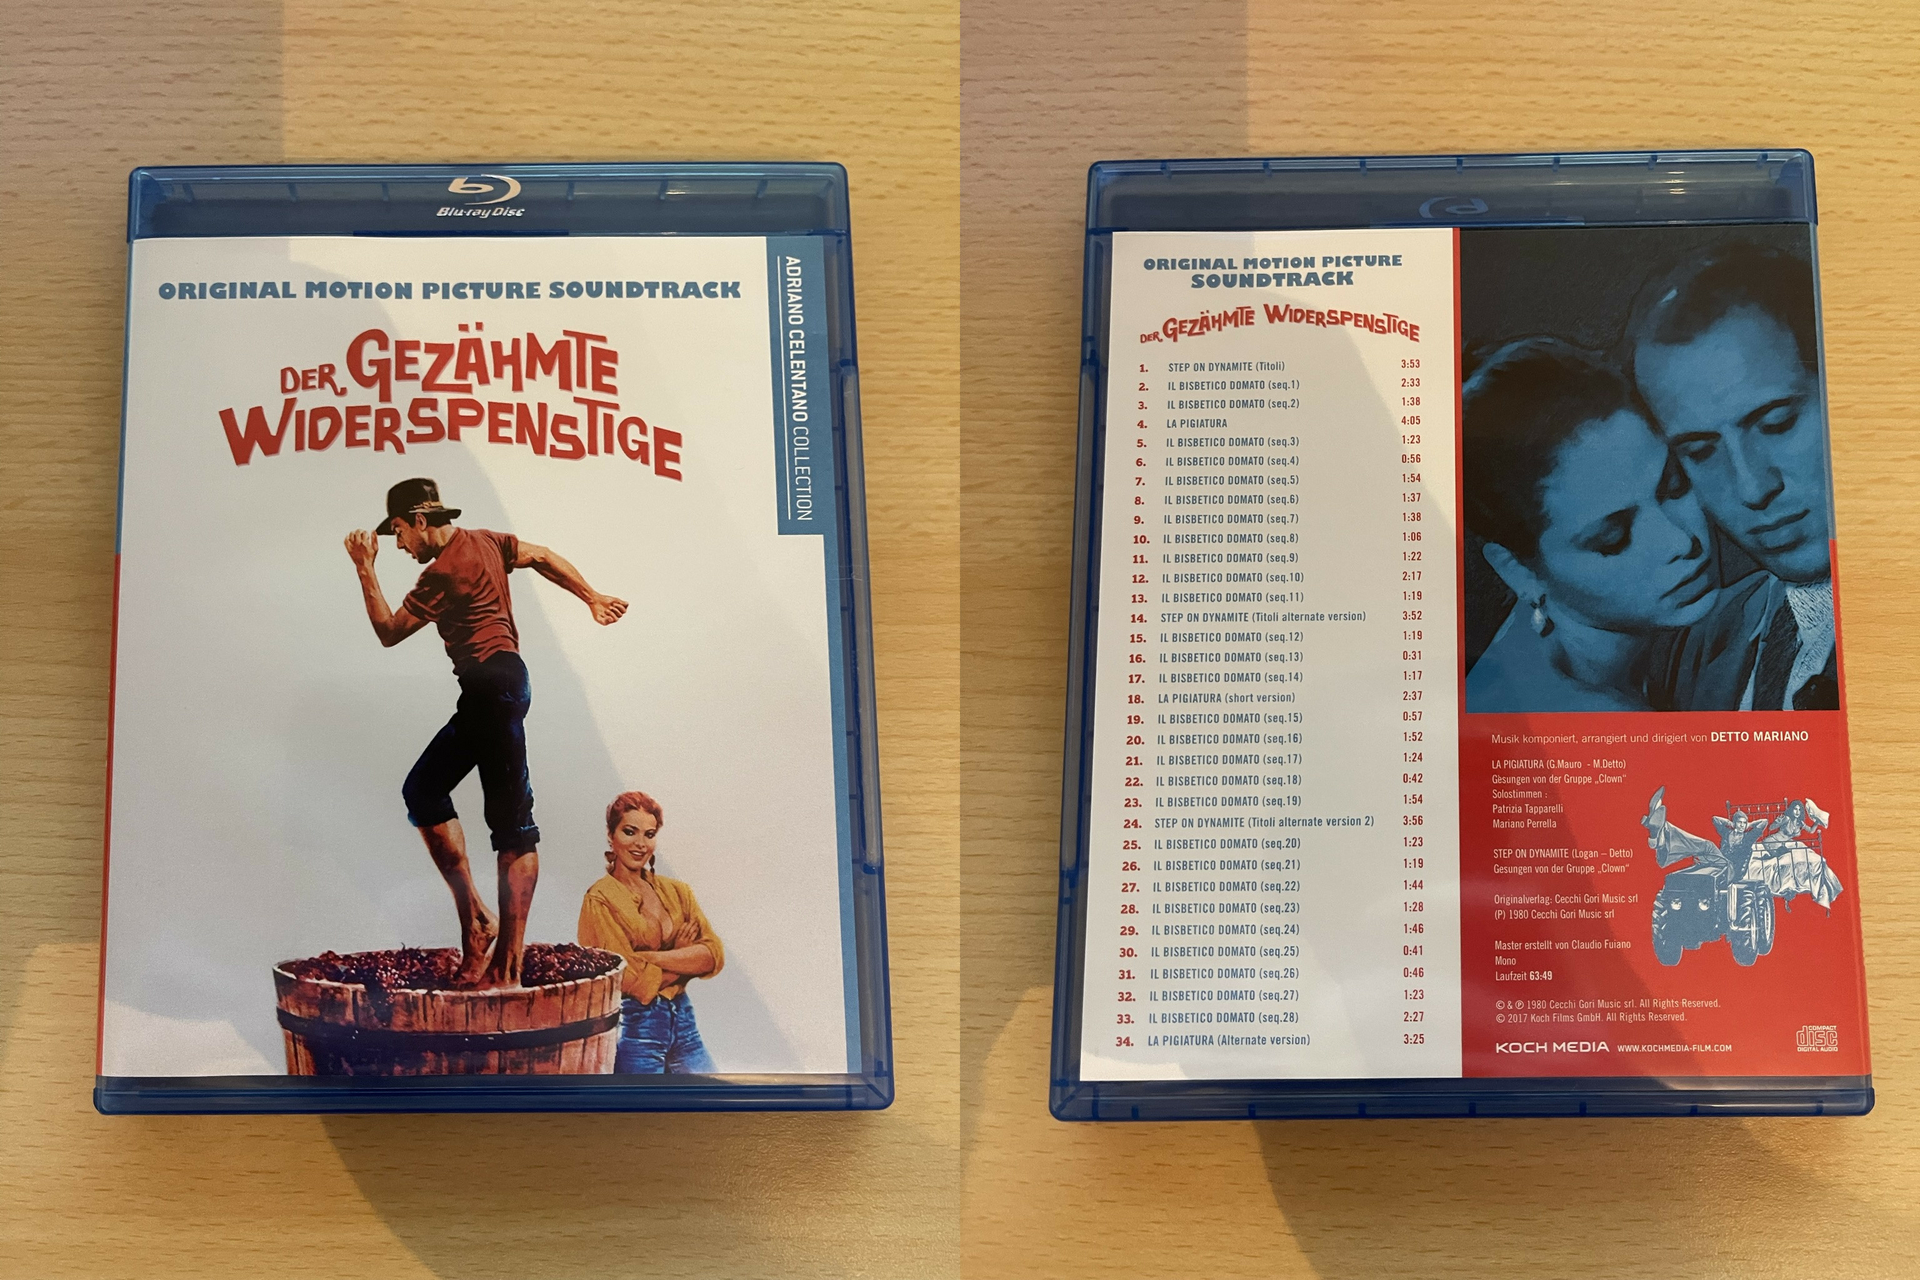 Blu-ray Disc
ORIGINAL MOTION PICTURE SOUNDTRACK
DER GEZÄHMTE
WIDERSPENSTIGE
ADRIANO CELENTANO COLLECTION
ORIGINAL MOTION PICTURE
SOUNDTRACK
DER GEZÄHMTE WIDERSPENSTIGE
1. STEP ON DYNAMITE (Titoli) 3:53
2. IL BISBETICO DOMATO (seq.1) 2:33
3. IL BISBETICO DOMATO (seq.2) 1:38
4. LA PIGIATURA 4:05
5. IL BISBETICO DOMATO (seq.3) 1:23
6. IL BISBETICO DOMATO (seq.4) 0:56
7. IL BISBETICO DOMATO (seq.5) 1:54
8. IL BISBETICO DOMATO (seq.6) 1:37
9. IL BISBETICO DOMATO (seq.7) 1:38
10. IL BISBETICO DOMATO (seq.8) 1:06
11. IL BISBETICO DOMATO (seq.9) 1:22
12. IL BISBETICO DOMATO (seq.10) 2:17
13. IL BISBETICO DOMATO (seq.11) 1:19
14. STEP ON DYNAMITE (Titoli alternate version) 3:52
15. IL BISBETICO DOMATO (seq.12) 1:19
16. IL BISBETICO DOMATO (seq.13) 0:31
17. IL BISBETICO DOMATO (seq.14) 1:17
18. LA PIGIATURA (short version) 2:37
19. IL BISBETICO DOMATO (seq.15) 0:57
20. IL BISBETICO DOMATO (seq.16) 1:52
21. IL BISBETICO DOMATO (seq.17) 1:24
22. IL BISBETICO DOMATO (seq.18) 0:42
23. IL BISBETICO DOMATO (seq.19) 1:54
24. STEP ON DYNAMITE (Titoli alternate version 2) 3:56
25. IL BISBETICO DOMATO (seq.20) 1:23
26. IL BISBETICO DOMATO (seq.21) 1:19
27. IL BISBETICO DOMATO (seq.22) 1:44
28. IL BISBETICO DOMATO (seq.23) 1:28
29. IL BISBETICO DOMATO (seq.24) 1:46
30. IL BISBETICO DOMATO (seq.25) 0:41
31. IL BISBETICO DOMATO (seq.26) 0:46
32. IL BISBETICO DOMATO (seq.27) 1:23
33. IL BISBETICO DOMATO (seq.28) 2:27
34. LA PIGIATURA (Alternate version) 3:25
Musik komponiert, arrangiert und dirigiert von DETTO MARIANO
LA PIGIATURA (G.Mauro - M.Detto)
Gesungen von der Gruppe „Clown“
Solostimmen :
Patrizia Tapparelli
Mariano Perrella
STEP ON DYNAMITE (Logan – Detto)
Gesungen von der Gruppe „Clown“
Originalverlag: Cecchi Gori Music srl
(P) 1980 Cecchi Gori Music srl
Master erstellt von Claudio Fuiano
Mono
Laufzeit 63:49
© & ℗ 1980 Cecchi Gori Music srl. All Rights Reserved.
© 2017 Koch Films GmbH. All Rights Reserved.
KOCH MEDIA WWW.KOCHMEDIA-FILM.COM
COMPACT
disc
DIGITAL AUDIO